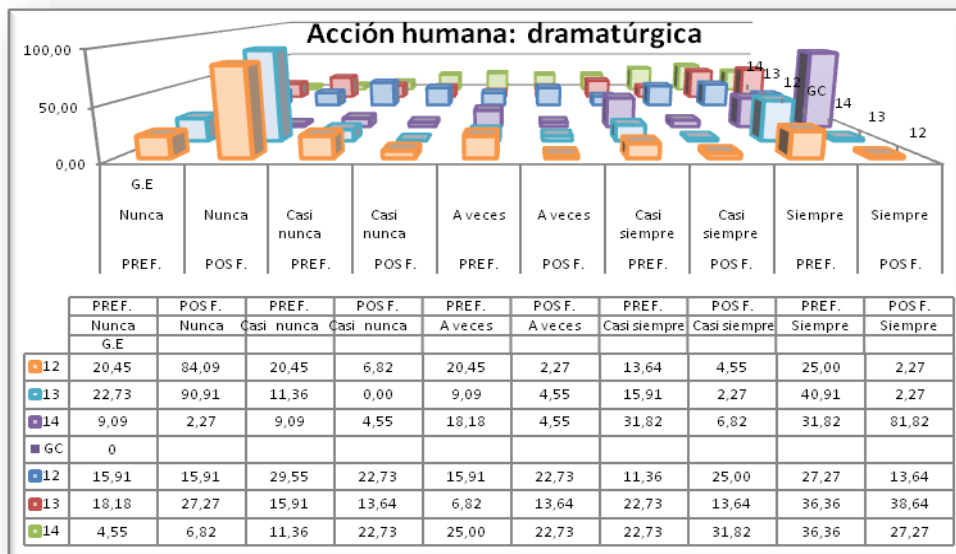 Acción humana: dramatúrgica
100,00
50,00
0,00
14
13
12
GC
14
13
12
G.E
Nunca Nunca Casi nunca Casi nunca A veces A veces Casi siempre Casi siempre Siempre Siempre
PREF. POS F. PREF. POS F. PREF. POS F. PREF. POS F. PREF. POS F.
PREF. POS F. PREF. POS F. PREF. POS F. PREF. POS F. PREF. POS F.
Nunca Nunca Casi nunca Casi nunca A veces A veces Casi siempre Casi siempre Siempre Siempre
G.E
12 20,45 84,09 20,45 6,82 20,45 2,27 13,64 4,55 25,00 2,27
13 22,73 90,91 11,36 0,00 9,09 4,55 15,91 2,27 40,91 2,27
14 9,09 2,27 9,09 4,55 18,18 4,55 31,82 6,82 31,82 81,82
GC 0
12 15,91 15,91 29,55 22,73 15,91 22,73 11,36 25,00 27,27 13,64
13 18,18 27,27 15,91 13,64 6,82 13,64 22,73 13,64 36,36 38,64
14 4,55 6,82 11,36 22,73 25,00 22,73 22,73 31,82 36,36 27,27